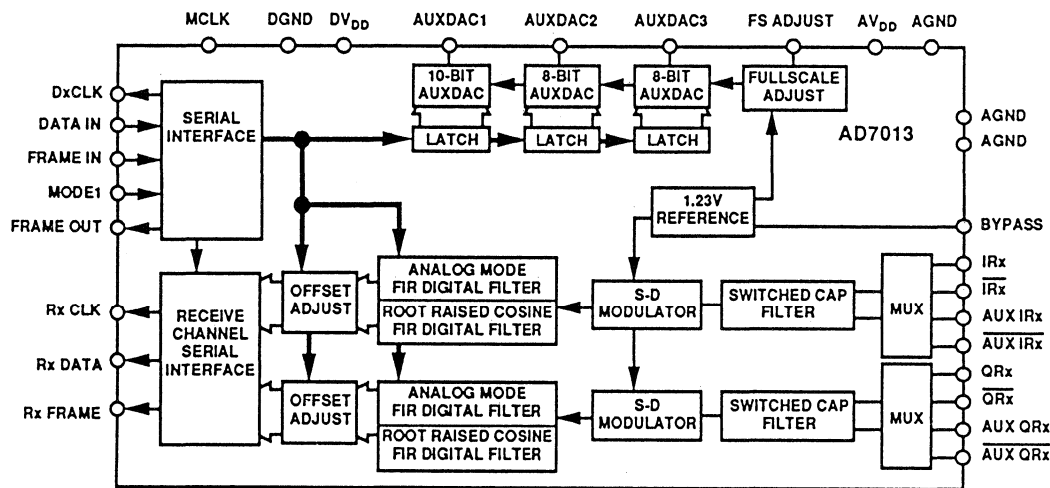 MCLK DGND DVDD AUXDAC1 AUXDAC2 AUXDAC3 FS ADJUST AVDD AGND
DxCLK
DATA IN
FRAME IN
MODE1
FRAME OUT
Rx CLK
Rx DATA
Rx FRAME
SERIAL
INTERFACE
10-BIT
AUXDAC
8-BIT
AUXDAC
8-BIT
AUXDAC
FULLSCALE
ADJUST
LATCH
LATCH
LATCH
AD7013
1.23V
REFERENCE
RECEIVE
CHANNEL
SERIAL
INTERFACE
OFFSET
ADJUST
ANALOG MODE
FIR DIGITAL FILTER
ROOT RAISED COSINE
FIR DIGITAL FILTER
S-D
MODULATOR
SWITCHED CAP
FILTER
MUX
OFFSET
ADJUST
ANALOG MODE
FIR DIGITAL FILTER
ROOT RAISED COSINE
FIR DIGITAL FILTER
S-D
MODULATOR
SWITCHED CAP
FILTER
MUX
AGND
AGND
BYPASS
IRx
IRx
AUX IRx
AUX IRx
QRx
QRx
AUX QRx
AUX QRx